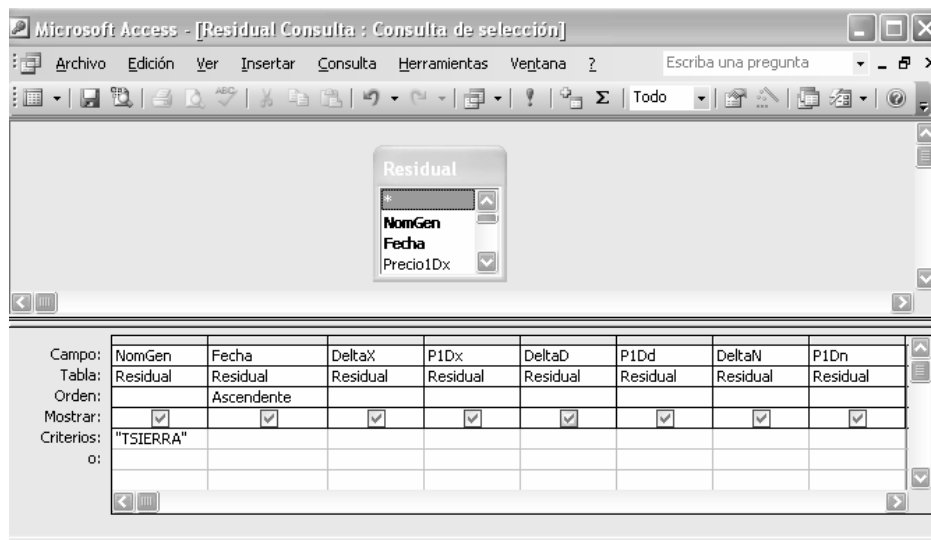 Microsoft Access - [Residual Consulta : Consulta de selección]
Archivo Edición Ver Insertar Consulta Herramientas Ventana ? Escriba una pregunta
ABC Σ Todo
Residual
*
NomGen
Fecha
Precio1Dx
Campo: NomGen Fecha DeltaX P1Dx DeltaD P1Dd DeltaN P1Dn
Tabla: Residual Residual Residual Residual Residual Residual Residual Residual
Orden: Ascendente
Mostrar:
Criterios: "TSIERRA"
o: